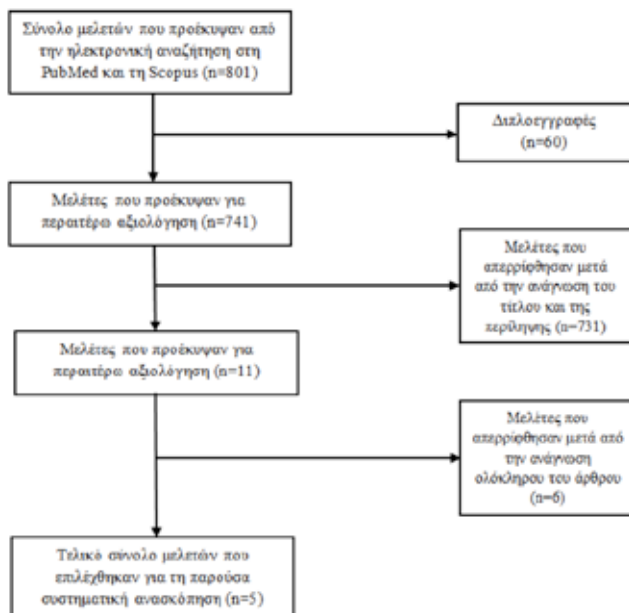 Σύνολο μελετών που προέκυψαν από
την ηλεκτρονική αναζήτηση στη
PubMed και τη Scopus (n=801)
Διπλοεγγραφές
(n=60)
Μελέτες που προέκυψαν για
περαιτέρω αξιολόγηση (n=741)
Μελέτες που
απερρίφθησαν μετά
από την ανάγνωση του
τίτλου και της
περίληψης (n=731)
Μελέτες που προέκυψαν για
περαιτέρω αξιολόγηση (n=11)
Μελέτες που
απερρίφθησαν μετά από
την ανάγνωση
ολόκληρου του άρθρου
(n=6)
Τελικό σύνολο μελετών που
επιλέχθηκαν για τη παρούσα
συστηματική ανασκόπηση (n=5)